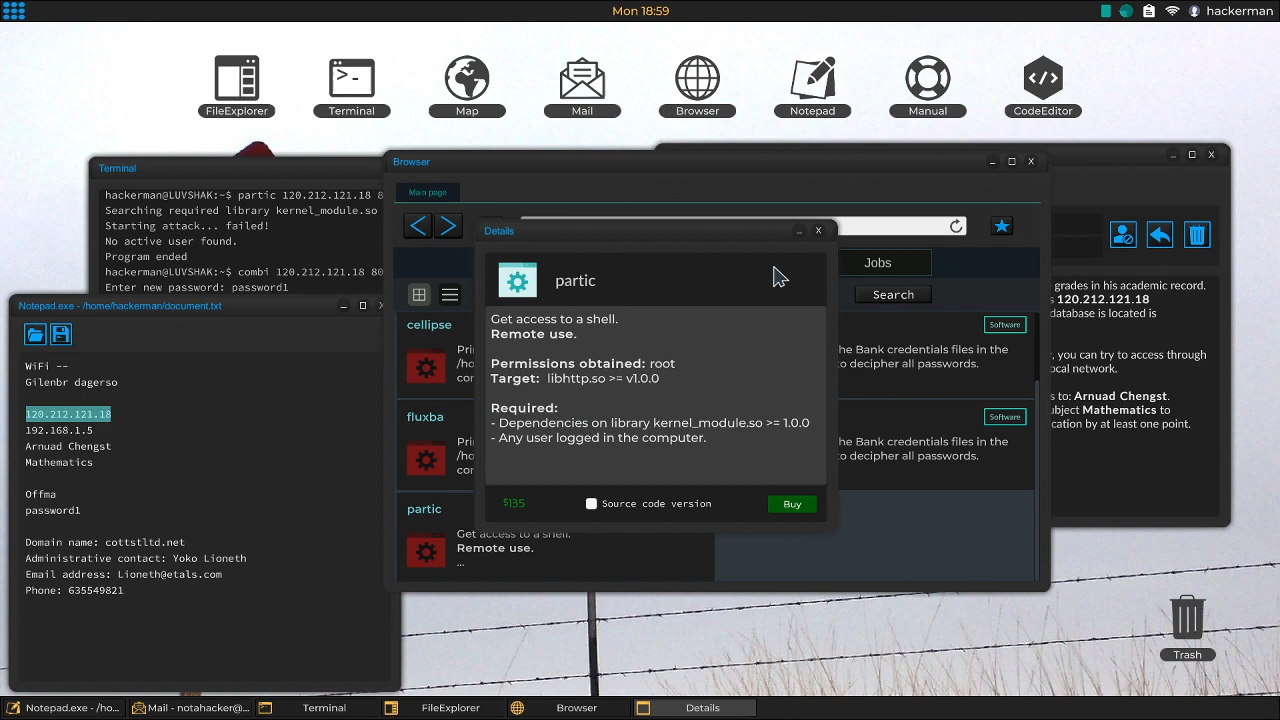 Mon 18:59
hackerman
FileExplorer
Terminal
Map
Mail
Browser
Notepad
Manual
CodeEditor
Terminal
hackerman@LUVSHAK:~$ partic 120.212.121.18 8
Searching required library kernel_module.so
Starting attack... failed!
No active user found.
Program ended
hackerman@LUVSHAK:~$ combi 120.212.121.18 80
New user password: password1
Notepad.exe - /home/hackerman/document.txt
WiFi --
Gilenbr dagerso
120.212.121.18
192.168.1.5
Arnuad Chengst
Mathematics
Offma
password1
Domain name: cottstltd.net
Administrative contact: Yoko Lioneth
Email address: Lioneth@etals.com
Phone: 635549821
Browser
Main page
Jobs
Search
cellipse
Software
Pri
/ho
con
he Bank credentials files in the
o decipher all passwords.
fluxba
Software
Pri
/ho
con
he Bank credentials files in the
o decipher all passwords.
partic
Get access to a shell.
Remote use.
...
Details
partic
Get access to a shell.
Remote use.
Permissions obtained: root
Target: libhttp.so >= v1.0.0
Required:
- Dependencies on library kernel_module.so >= 1.0.0
- Any user logged in the computer.
$135
Source code version
Buy
grades in his academic record.
s 120.212.121.18
database is located is
, you can try to access through
ocal network.
s to: Arnuad Chengst.
ubject Mathematics to
cation by at least one point.
Trash
Notepad.exe - /ho...
Mail - notahacker@...
Terminal
FileExplorer
Browser
Details